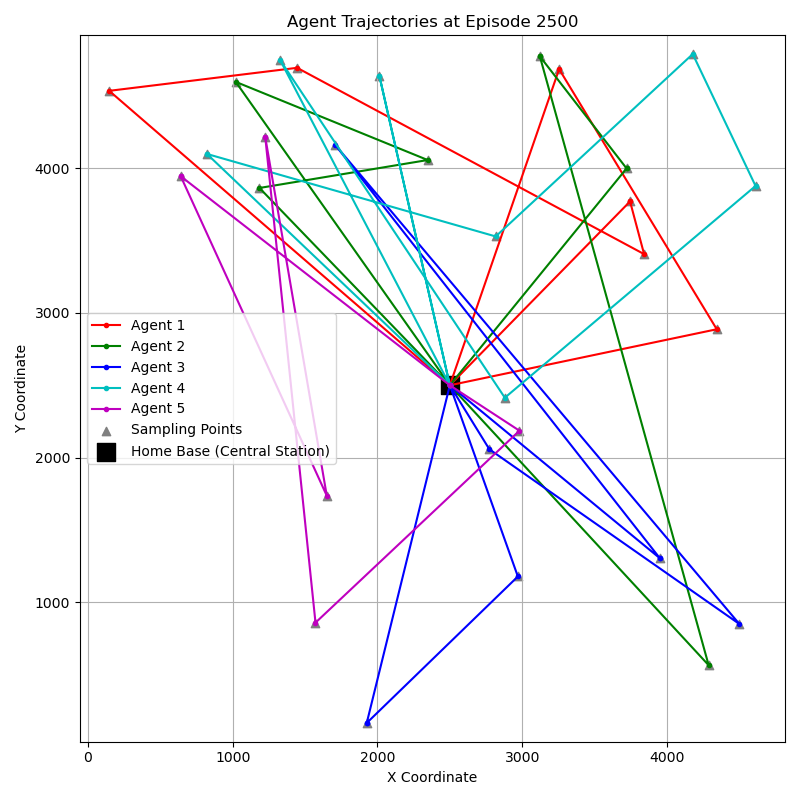 Agent Trajectories at Episode 2500
Y Coordinate
4000
3000
2000
1000
Agent 1
Agent 2
Agent 3
Agent 4
Agent 5
Sampling Points
Home Base (Central Station)
0 1000 2000 3000 4000
X Coordinate